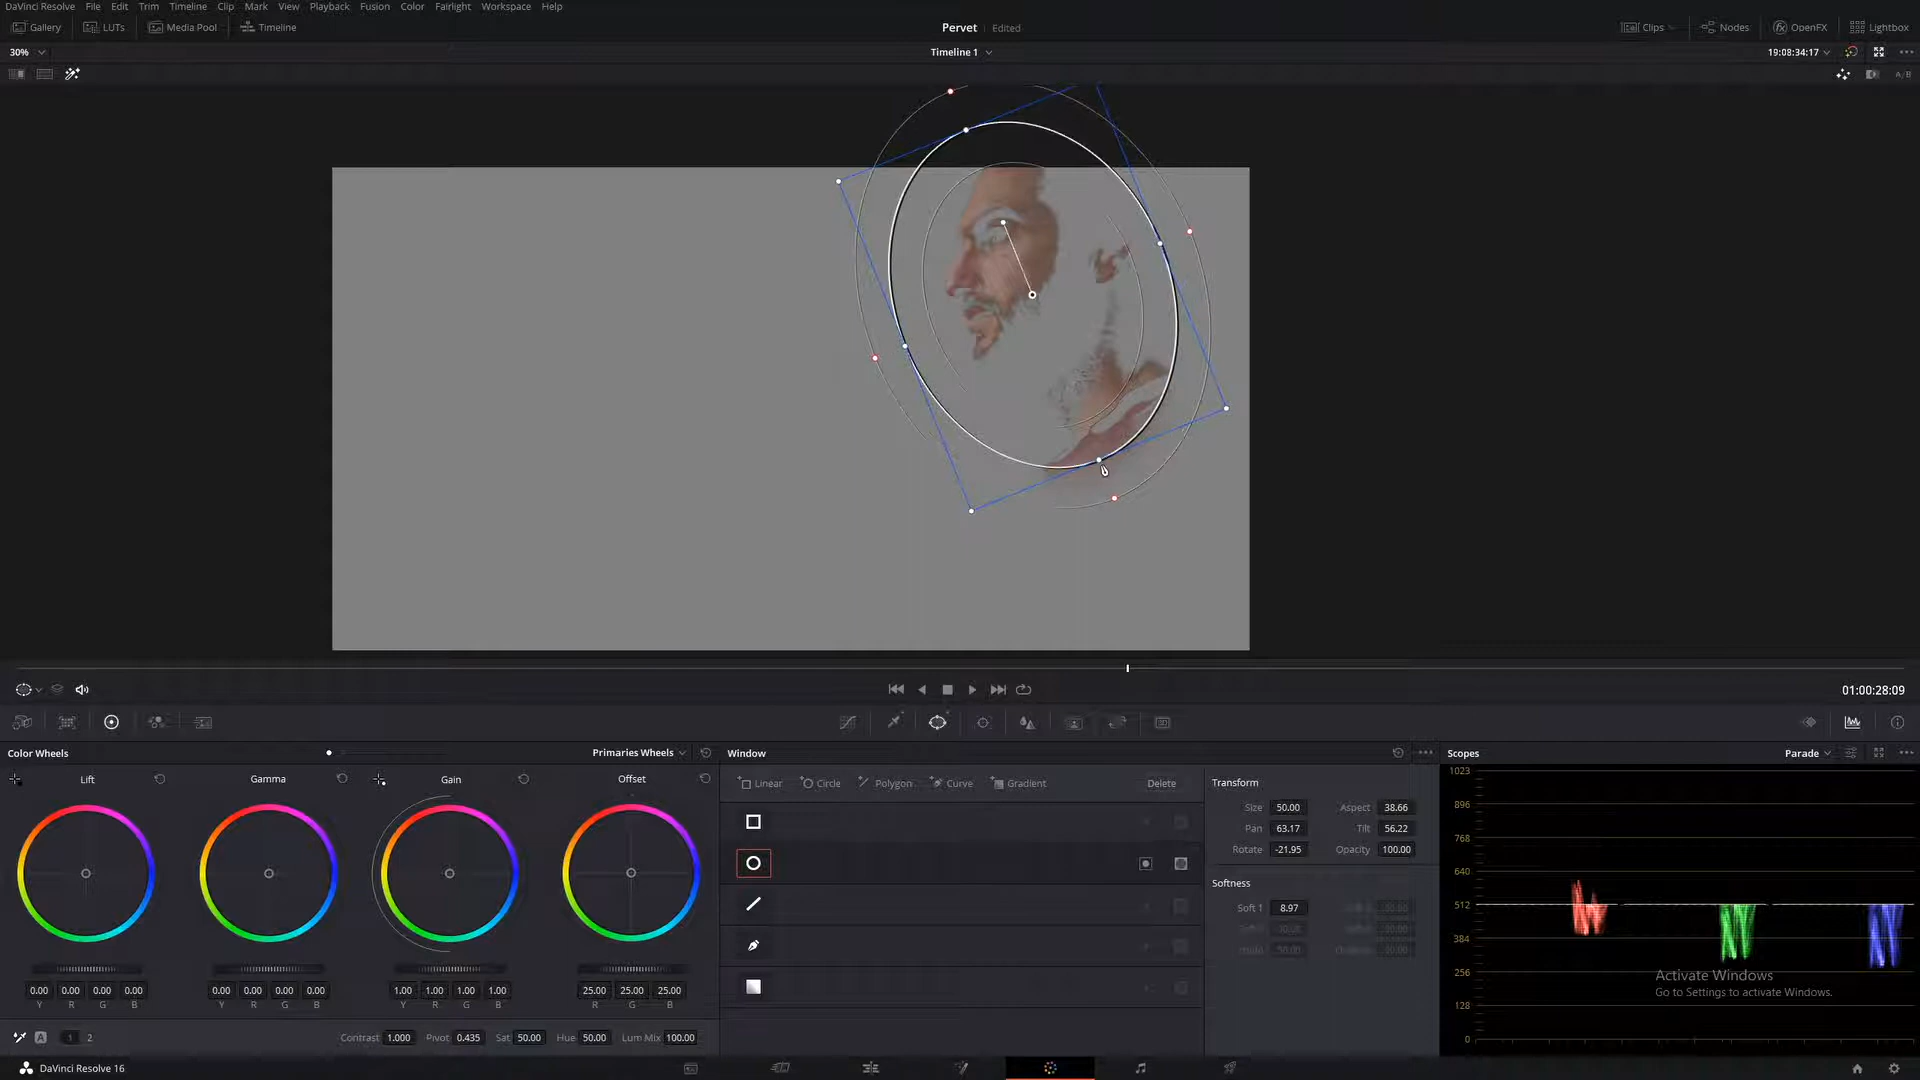 DaVinci Resolve File Edit Trim Timeline Clip Mark View Playback Fusion Color Fairlight Workspace Help
Gallery LUTs Media Pool Timeline Pervet Edited Clips Nodes OpenFX Lightbox
30% Timeline 1 19:08:34:17
A/B
01:00:28:09
Color Wheels Primaries Wheels Window Scopes Parade
Lift Gamma Gain Offset
Linear Circle Polygon Curve Gradient Delete
Transform
Size 50.00 Aspect 38.66
Pan 63.17 Tilt 56.22
Rotate -21.95 Opacity 100.00
Softness
Soft 1 8.97
1023
896
768
640
512
384
256
128
0
0.00 0.00 0.00 0.00 0.00 0.00 0.00 0.00 1.00 1.00 1.00 1.00 25.00 25.00 25.00
Y R G B Y R G B Y R G B R G B
A 1 2 Contrast 1.000 Pivot 0.435 Sat 50.00 Hue 50.00 Lum Mix 100.00
Activate Windows
Go to Settings to activate Windows.
DaVinci Resolve 16